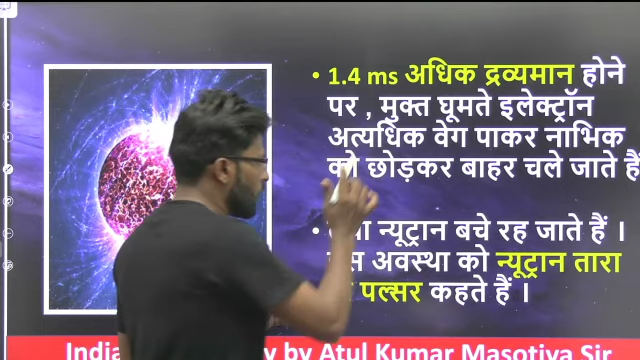 • 1.4 ms अधिक द्रव्यमान होने
पर , मुक्त घूमते इलेक्ट्रॉन
अत्यधिक वेग पाकर नाभिक
को छोड़कर बाहर चले जाते हैं
• न्यूट्रान बचे रह जाते हैं ।
अवस्था को न्यूट्रान तारा
पल्सर कहते हैं ।
by Atul Kumar Masotiya Sir